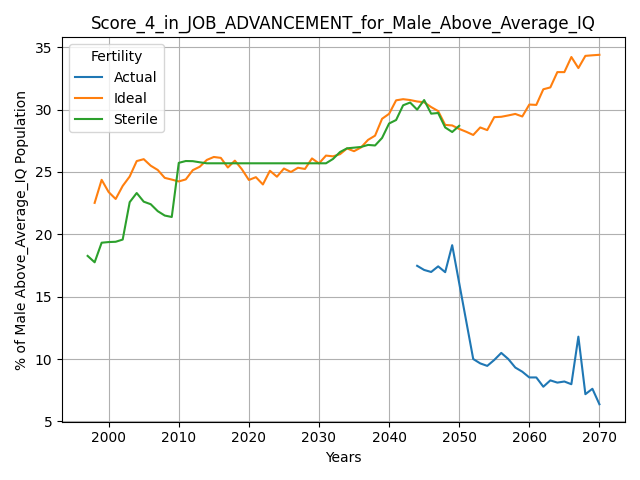 Score_4_in_JOB_ADVANCEMENT_for_Male_Above_Average_IQ
Fertility
Actual
Ideal
Sterile
% of Male Above_Average_IQ Population
35
30
25
20
15
10
5
2000 2010 2020 2030 2040 2050 2060 2070
Years